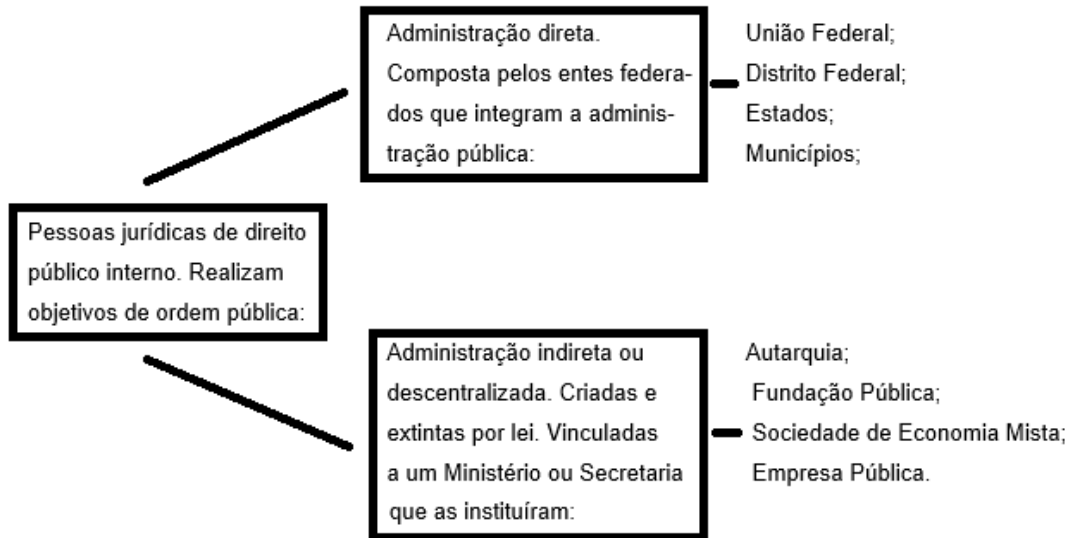 Administração direta.
Composta pelos entes federa-
dos que integram a adminis-
tração pública:
União Federal;
Distrito Federal;
Estados;
Municípios;
Pessoas jurídicas de direito
público interno. Realizam
objetivos de ordem pública:
Administração indireta ou
descentralizada. Criadas e
extintas por lei. Vinculadas
a um Ministério ou Secretaria
que as instituíram:
Autarquia;
Fundação Pública;
Sociedade de Economia Mista;
Empresa Pública.